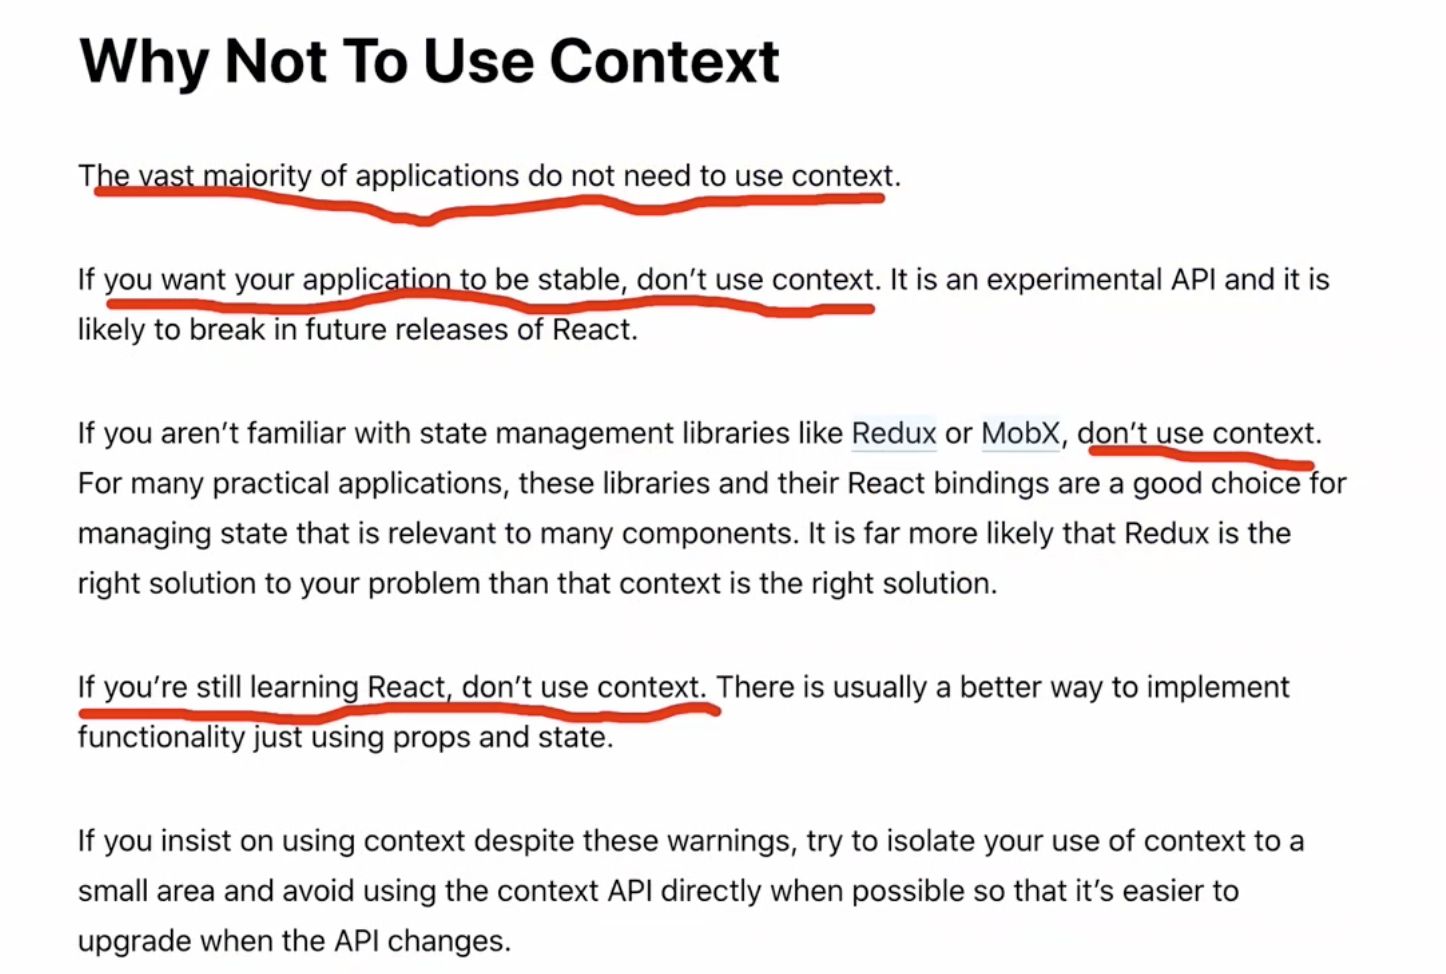 Why Not To Use Context
The vast majority of applications do not need to use context.
If you want your application to be stable, don’t use context. It is an experimental API and it is
likely to break in future releases of React.
If you aren’t familiar with state management libraries like Redux or MobX, don’t use context.
For many practical applications, these libraries and their React bindings are a good choice for
managing state that is relevant to many components. It is far more likely that Redux is the
right solution to your problem than that context is the right solution.
If you’re still learning React, don’t use context. There is usually a better way to implement
functionality just using props and state.
If you insist on using context despite these warnings, try to isolate your use of context to a
small area and avoid using the context API directly when possible so that it’s easier to
upgrade when the API changes.